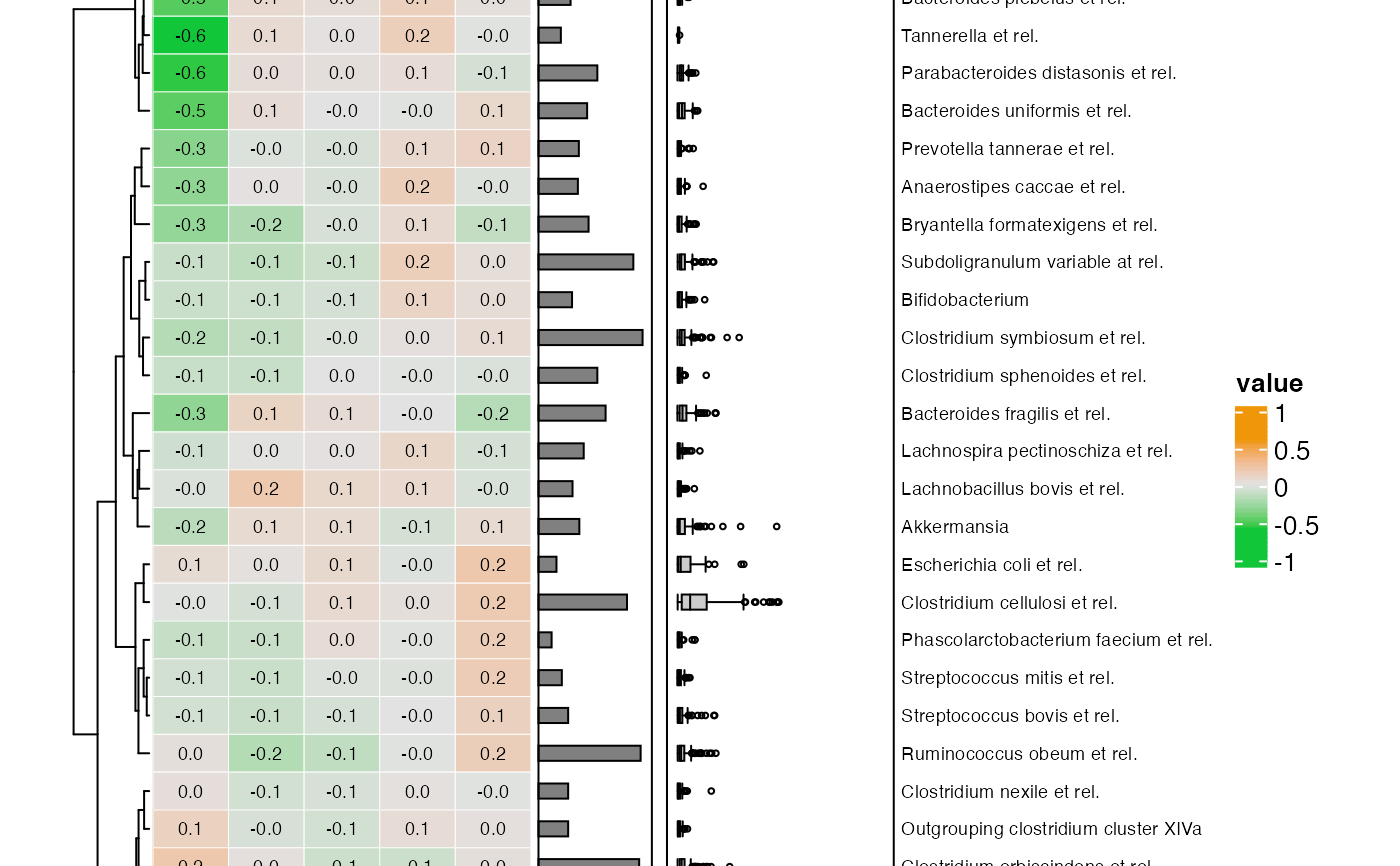 -0.6 0.1 0.0 0.2 -0.0 Tannerella et rel.
-0.6 0.0 0.0 0.1 -0.1 Parabacteroides distasonis et rel.
-0.5 0.1 -0.0 -0.0 0.1 Bacteroides uniformis et rel.
-0.3 -0.0 -0.0 0.1 0.1 Prevotella tannerae et rel.
-0.3 0.0 -0.0 0.2 -0.0 Anaerostipes caccae et rel.
-0.3 -0.2 -0.0 0.1 -0.1 Bryantella formatexigens et rel.
-0.1 -0.1 -0.1 0.2 0.0 Subdoligranulum variable at rel.
-0.1 -0.1 -0.1 0.1 0.0 Bifidobacterium
-0.2 -0.1 -0.0 0.0 0.1 Clostridium symbiosum et rel.
-0.1 -0.1 0.0 -0.0 -0.0 Clostridium sphenoides et rel.
value
-0.3 0.1 0.1 -0.0 -0.2 Bacteroides fragilis et rel. 1
-0.1 0.0 0.0 0.1 -0.1 Lachnospira pectinoschiza et rel. 0.5
-0.0 0.2 0.1 0.1 -0.0 Lachnobacillus bovis et rel. 0
-0.2 0.1 0.1 -0.1 0.1 Akkermansia -0.5
0.1 0.0 0.1 -0.0 0.2 Escherichia coli et rel. -1
-0.0 -0.1 0.1 0.0 0.2 Clostridium cellulosi et rel.
-0.1 -0.1 0.0 -0.0 0.2 Phascolarctobacterium faecium et rel.
-0.1 -0.1 -0.0 -0.0 0.2 Streptococcus mitis et rel.
-0.1 -0.1 -0.1 -0.0 0.1 Streptococcus bovis et rel.
0.0 -0.2 -0.1 -0.0 0.2 Ruminococcus obeum et rel.
0.0 -0.1 -0.1 0.0 -0.0 Clostridium nexile et rel.
0.1 -0.0 -0.1 0.1 0.0 Outgrouping clostridium cluster XIVa